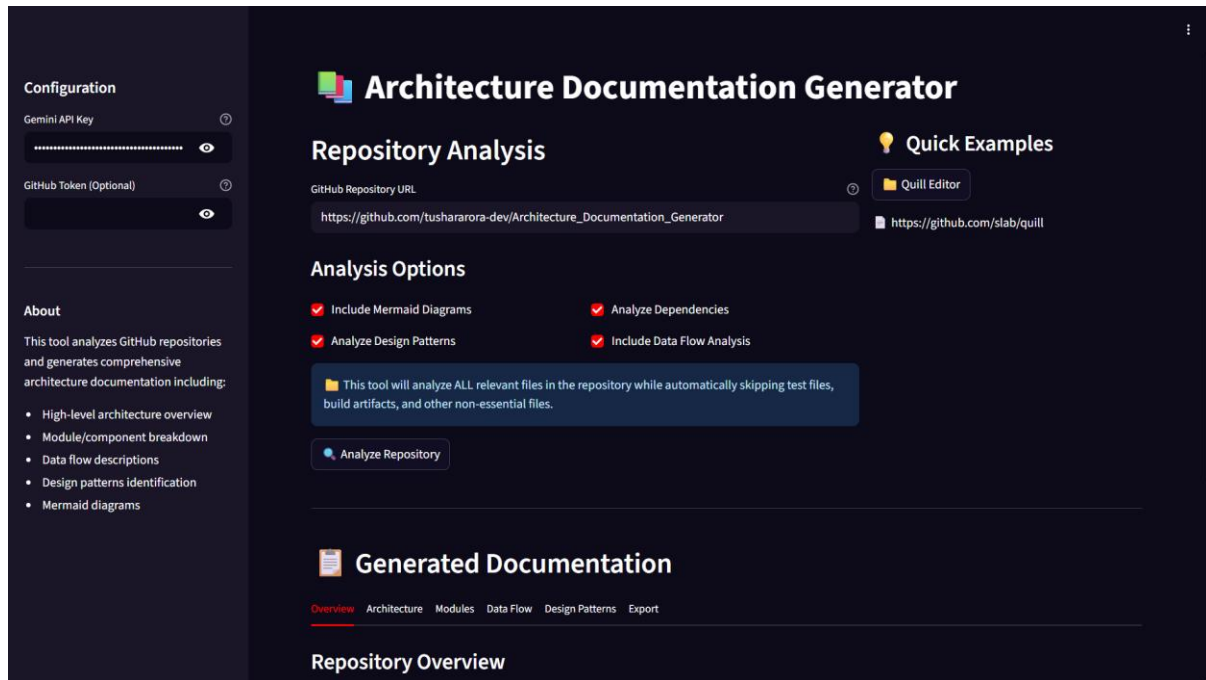 Configuration
Gemini API Key
GitHub Token (Optional)
About
This tool analyzes GitHub repositories
and generates comprehensive
architecture documentation including:
High-level architecture overview
Module/component breakdown
Data flow descriptions
Design patterns identification
Mermaid diagrams
Architecture Documentation Generator
Repository Analysis
GitHub Repository URL
https://github.com/tushararora-dev/Architecture_Documentation_Generator
Analysis Options
Include Mermaid Diagrams
Analyze Dependencies
Analyze Design Patterns
Include Data Flow Analysis
This tool will analyze ALL relevant files in the repository while automatically skipping test files,
build artifacts, and other non-essential files.
Analyze Repository
Quick Examples
Quill Editor
https://github.com/slab/quill
Generated Documentation
Overview Architecture Modules Data Flow Design Patterns Export
Repository Overview